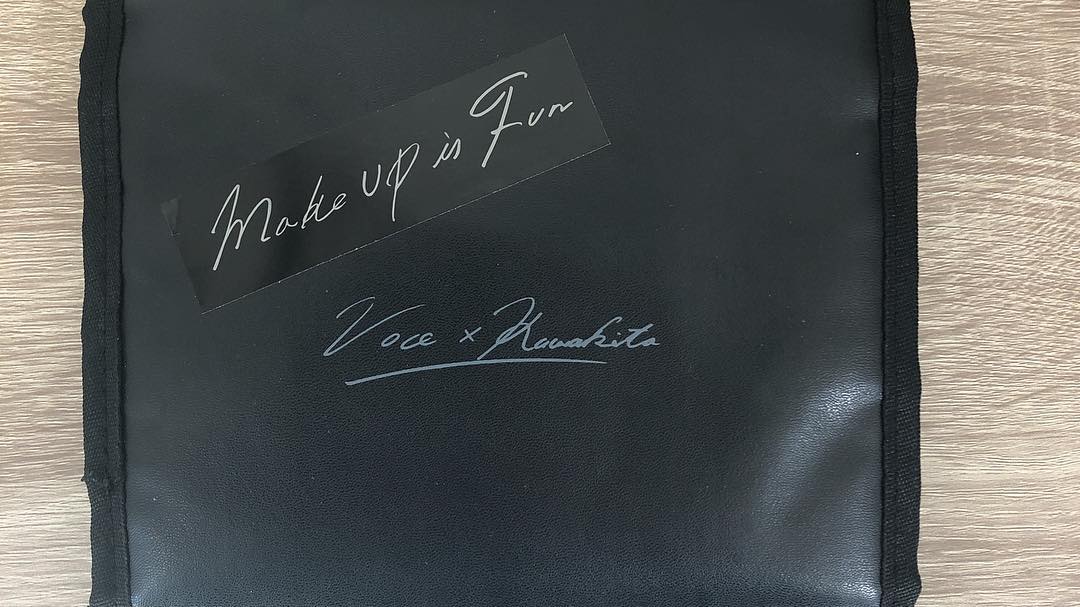 Make up is Fun
Voce × Kawakita